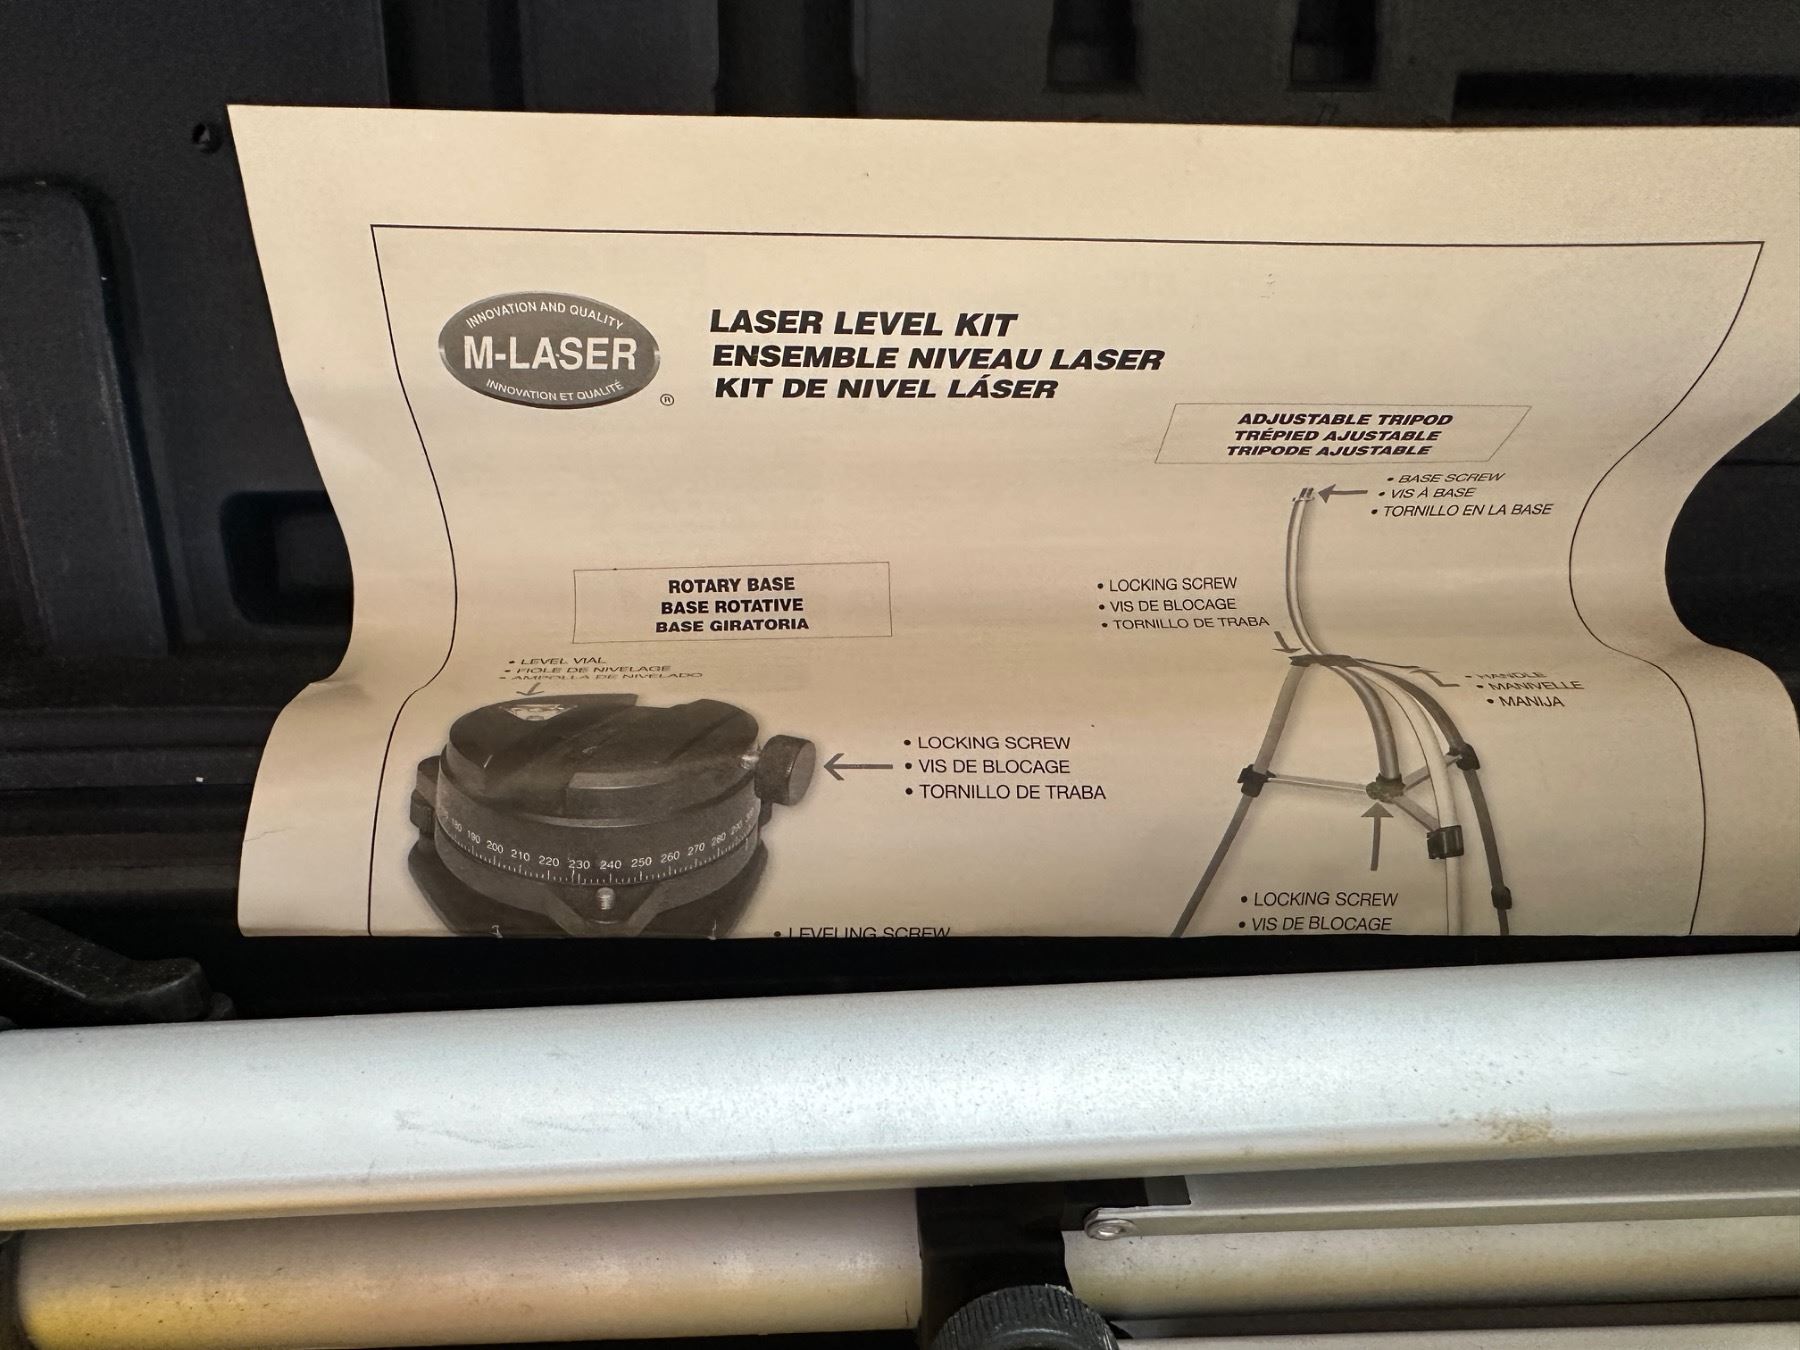 INNOVATION AND QUALITY
M-LASER
INNOVATION ET QUALITÉ
®
LASER LEVEL KIT
ENSEMBLE NIVEAU LASER
KIT DE NIVEL LÁSER
ADJUSTABLE TRIPOD
TRÉPIED AJUSTABLE
TRIPODE AJUSTABLE
• BASE SCREW
• VIS À BASE
• TORNILLO EN LA BASE
ROTARY BASE
BASE ROTATIVE
BASE GIRATORIA
• LOCKING SCREW
• VIS DE BLOCAGE
• TORNILLO DE TRABA
• LEVEL VIAL
• FIOLE DE NIVELAGE
• AMPOLLA DE NIVELADO
• HANDLE
• MANIVELLE
• MANIJA
• LOCKING SCREW
• VIS DE BLOCAGE
• TORNILLO DE TRABA
180 190 200 210 220 230 240 250 260 270 280 290
• LOCKING SCREW
• VIS DE BLOCAGE
• LEVELING SCREW